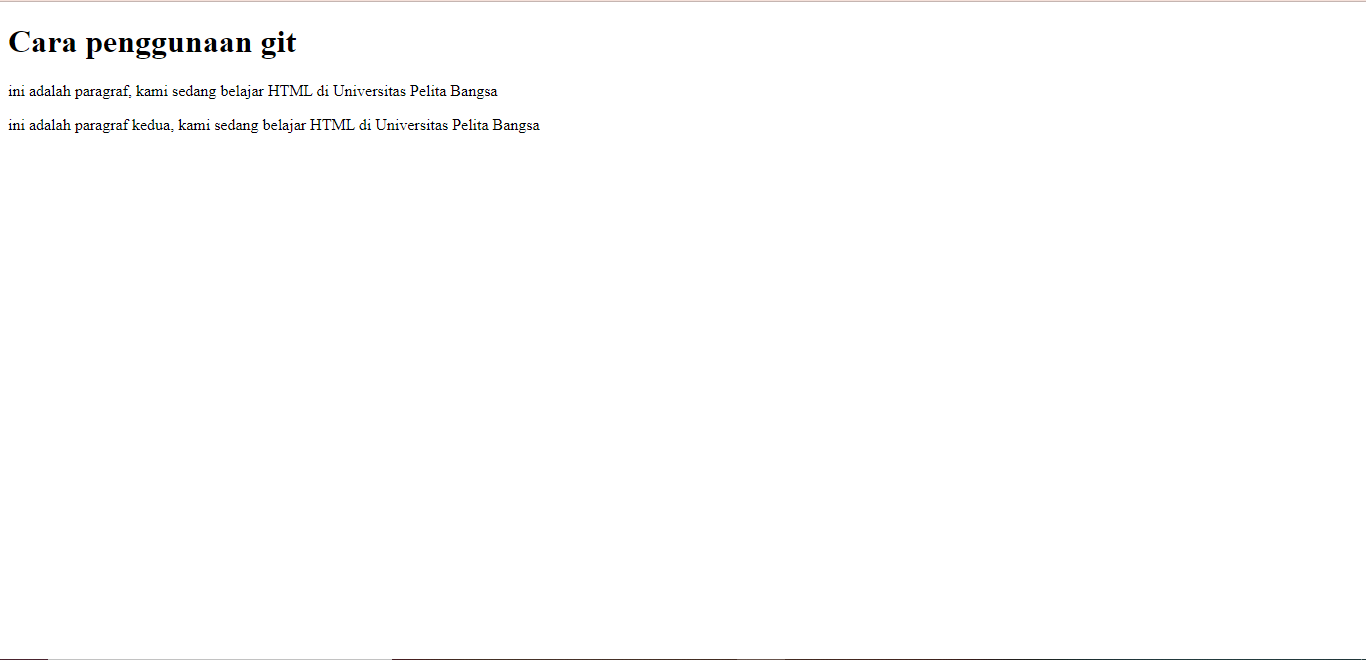 Cara penggunaan git
ini adalah paragraf, kami sedang belajar HTML di Universitas Pelita Bangsa
ini adalah paragraf kedua, kami sedang belajar HTML di Universitas Pelita Bangsa